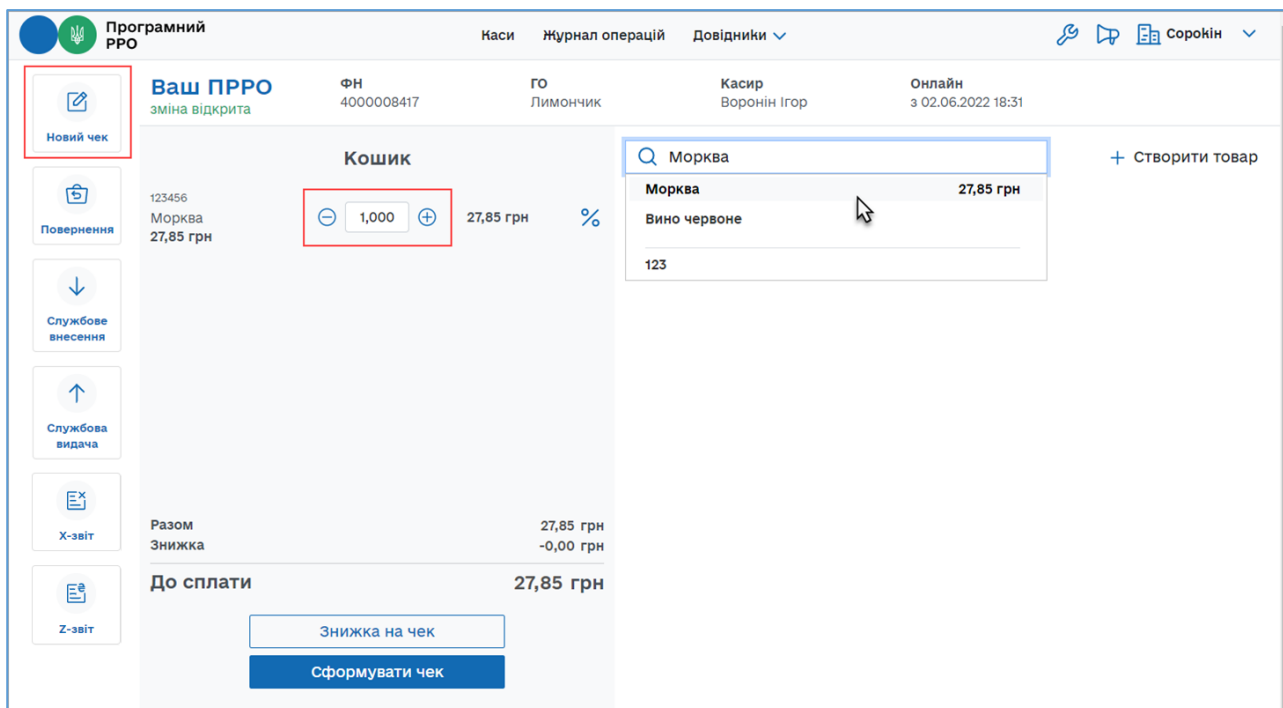 Програмний
РРО
Каси
Журнал операцій
Довідники
Сорокін
Новий чек
Повернення
Службове
внесення
Службова
видача
Х-звіт
Z-звіт
Ваш ПРРО
зміна відкрита
ФН
4000008417
ГО
Лимончик
Касир
Воронін Ігор
Онлайн
з 02.06.2022 18:31
Кошик
123456
Морква
27,85 грн
1,000
27,85 грн
%
Разом
27,85 грн
Знижка
-0,00 грн
До сплати
27,85 грн
Знижка на чек
Сформувати чек
Морква
+ Створити товар
Морква
27,85 грн
Вино червоне
123